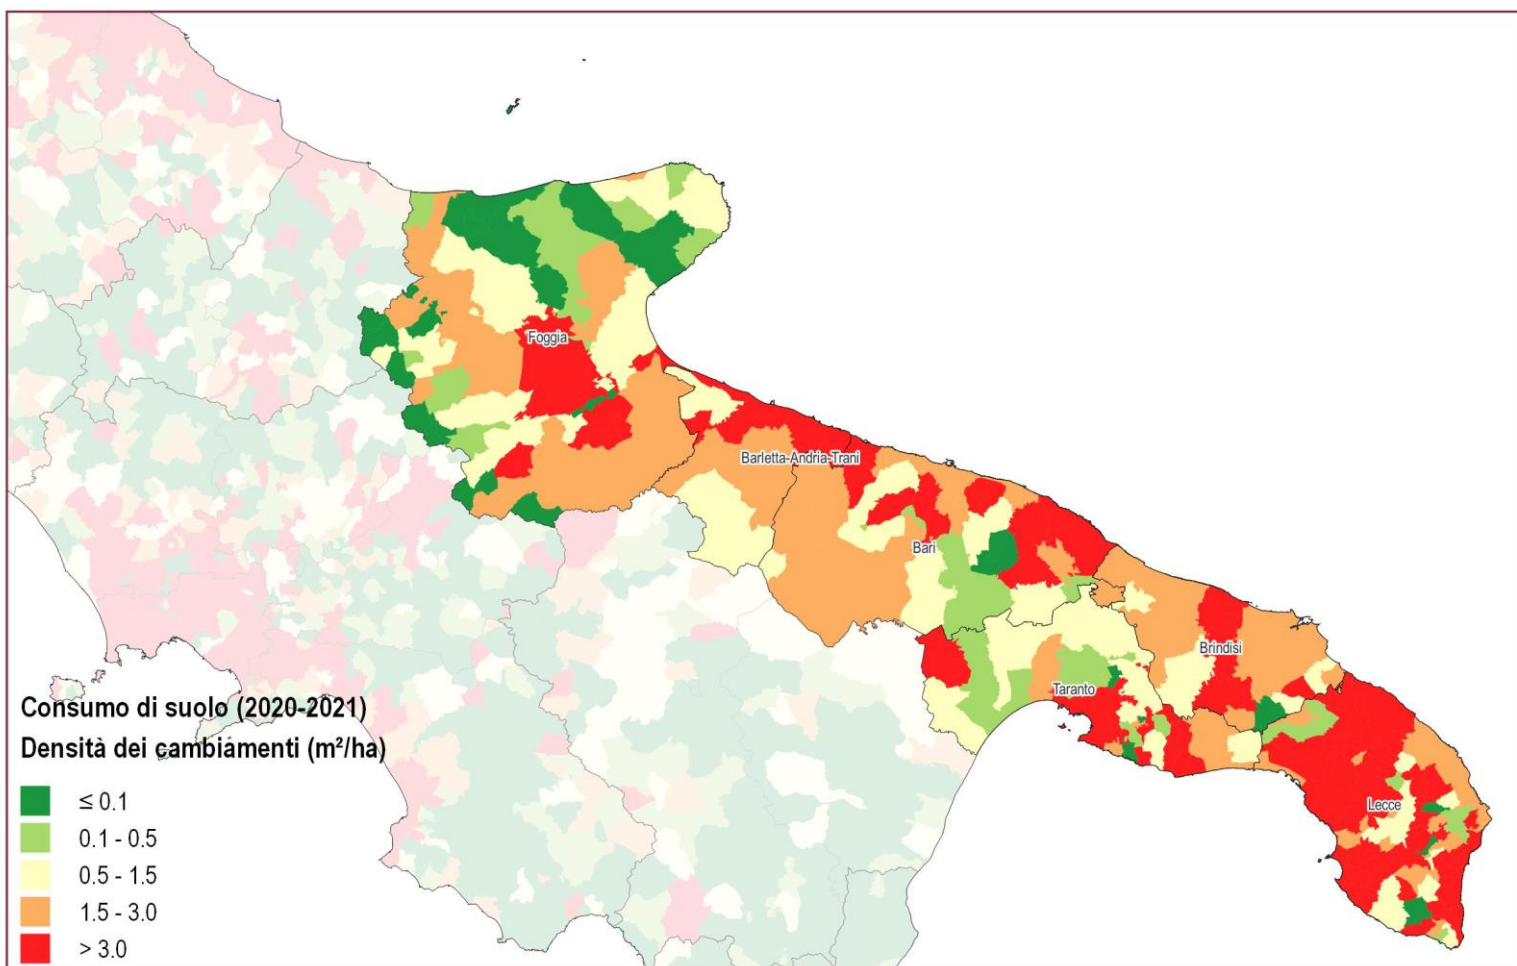 Foggia
Barletta-Andria-Trani
Bari
Brindisi
Taranto
Lecce
Consumo di suolo (2020-2021)
Densità dei cambiamenti (m²/ha)
≤ 0.1
0.1 - 0.5
0.5 - 1.5
1.5 - 3.0
> 3.0